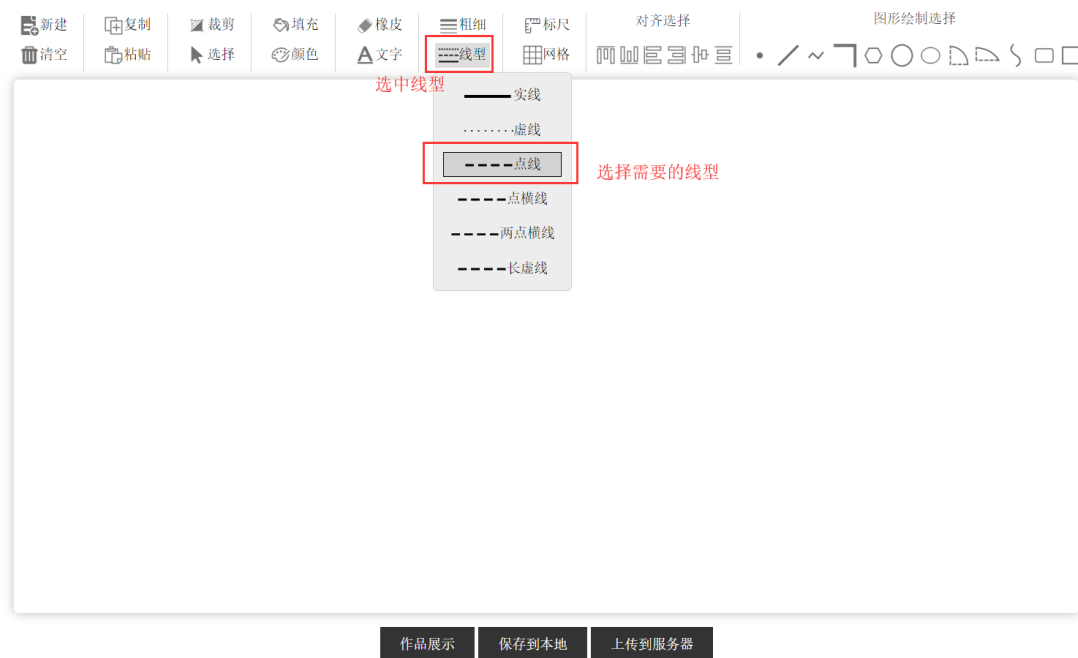 新建 复制 裁剪 填充 橡皮 粗细 标尺 对齐选择 图形绘制选择
清空 粘贴 选择 颜色 文字 线型 网格
选中线型
实线
虚线
点线
选择需要的线型
点横线
两点横线
长虚线
作品展示 保存到本地 上传到服务器